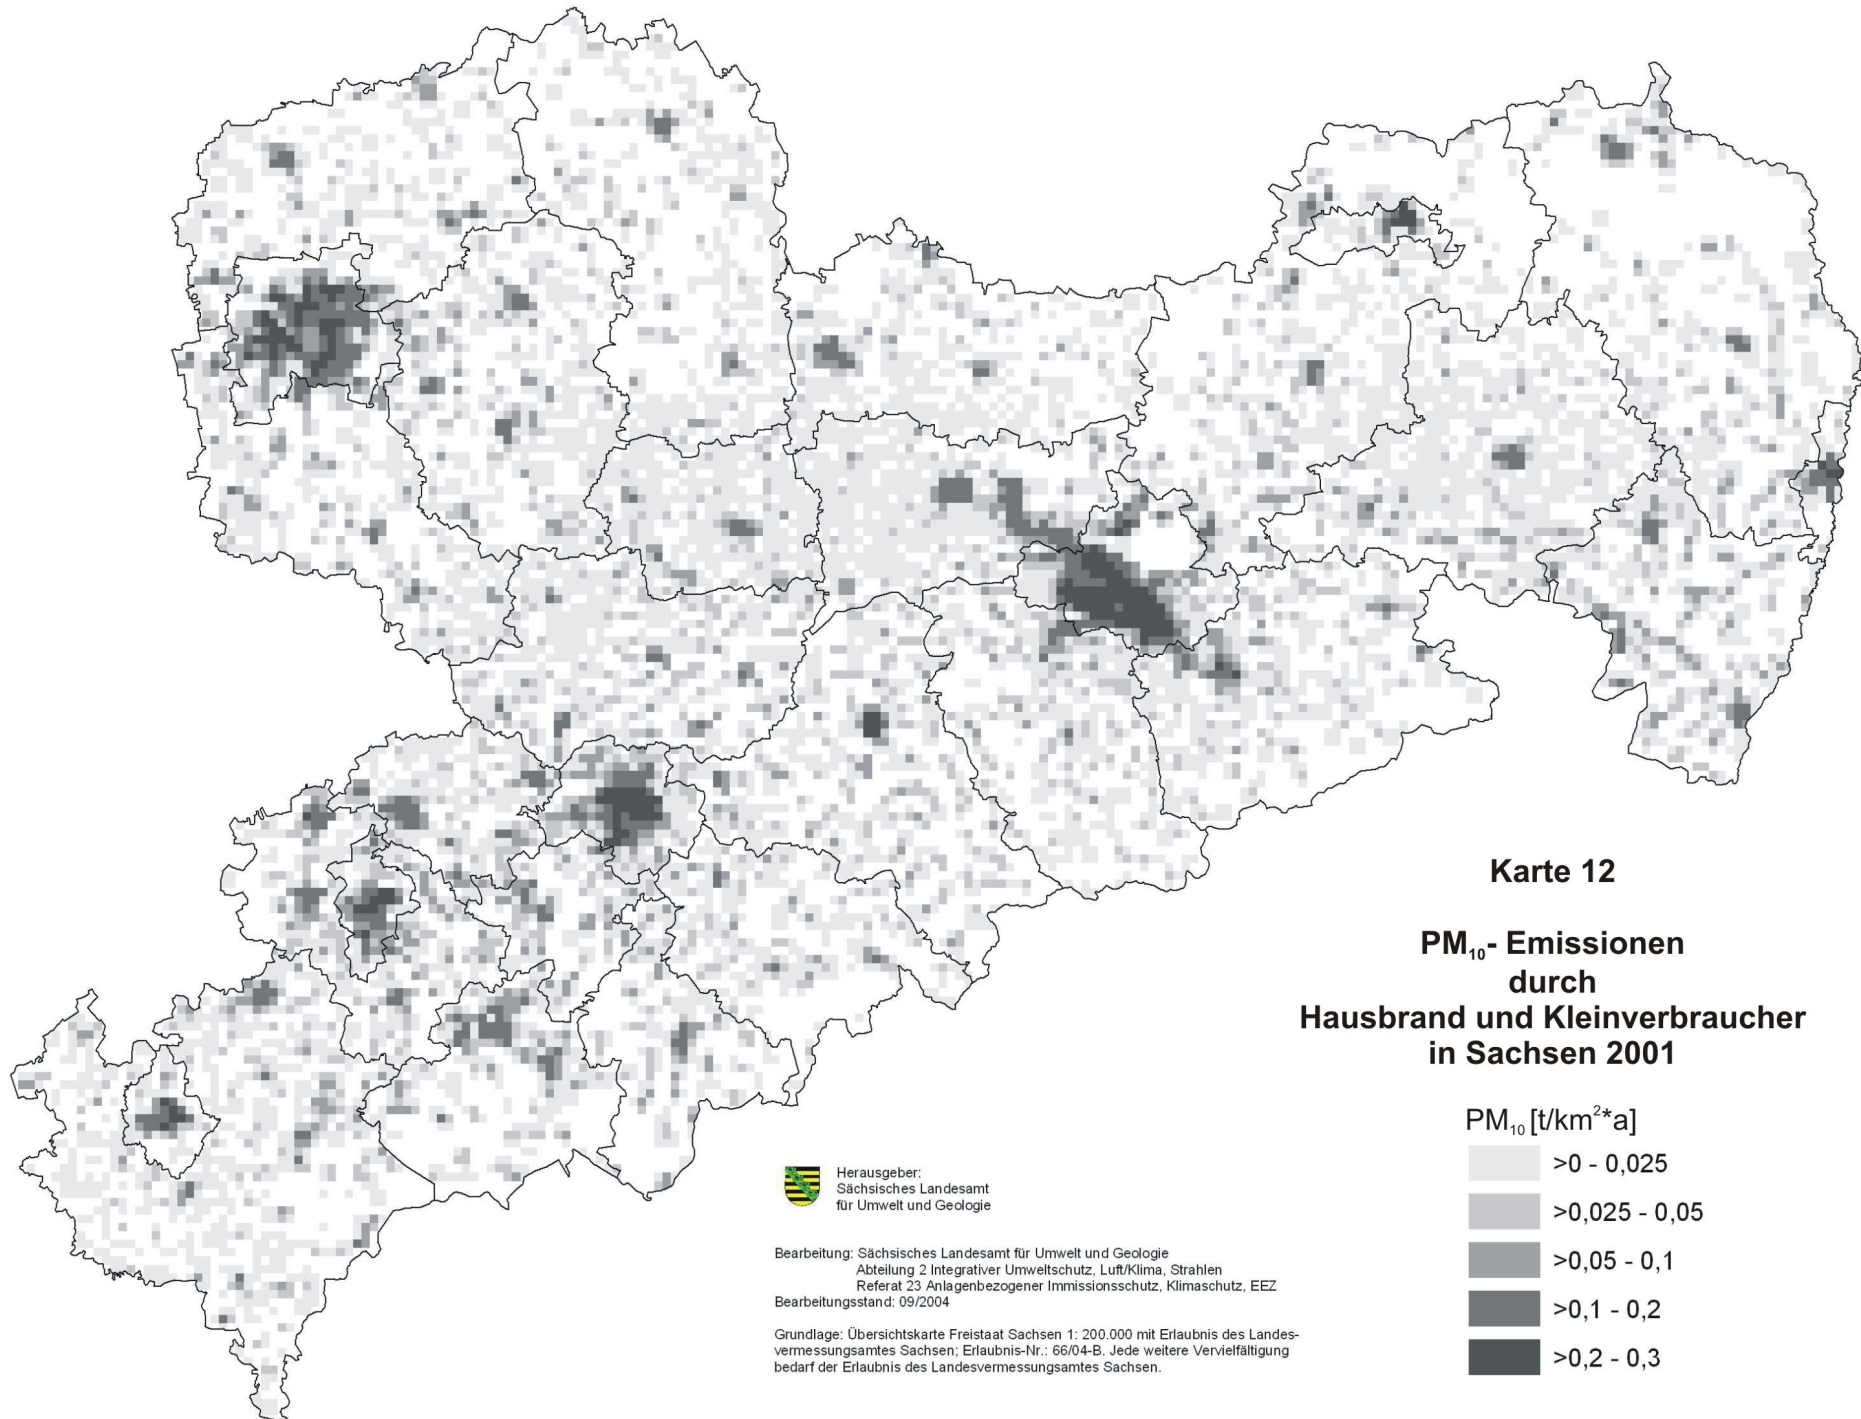 Karte 12
PM₁₀- Emissionen
durch
Hausbrand und Kleinverbraucher
in Sachsen 2001
PM₁₀ [t/km²*a]
>0 - 0,025
>0,025 - 0,05
>0,05 - 0,1
>0,1 - 0,2
>0,2 - 0,3
Herausgeber:
Sächsisches Landesamt
für Umwelt und Geologie
Bearbeitung: Sächsisches Landesamt für Umwelt und Geologie
Abteilung 2 Integrativer Umweltschutz, Luft/Klima, Strahlen
Referat 23 Anlagenbezogener Immissionsschutz, Klimaschutz, EEZ
Bearbeitungsstand: 09/2004
Grundlage: Übersichtskarte Freistaat Sachsen 1: 200.000 mit Erlaubnis des Landes-
vermessungsamtes Sachsen; Erlaubnis-Nr.: 66/04-B. Jede weitere Vervielfältigung
bedarf der Erlaubnis des Landesvermessungsamtes Sachsen.